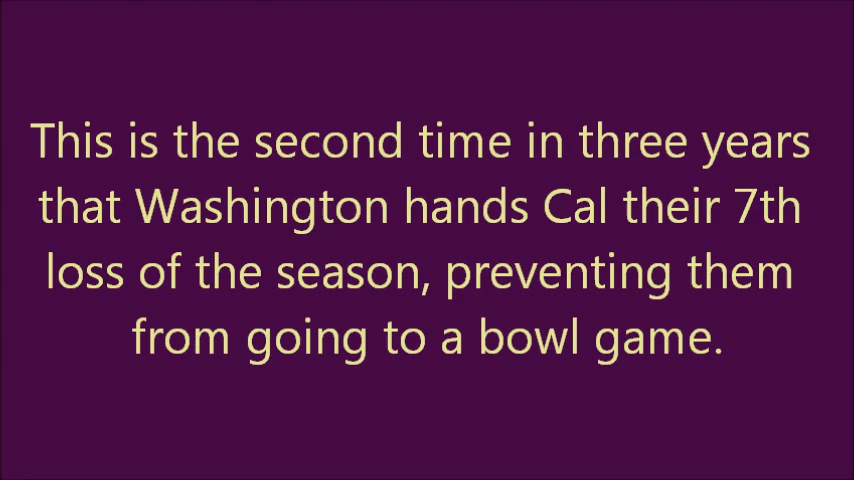 This is the second time in three years
that Washington hands Cal their 7th
loss of the season, preventing them
from going to a bowl game.